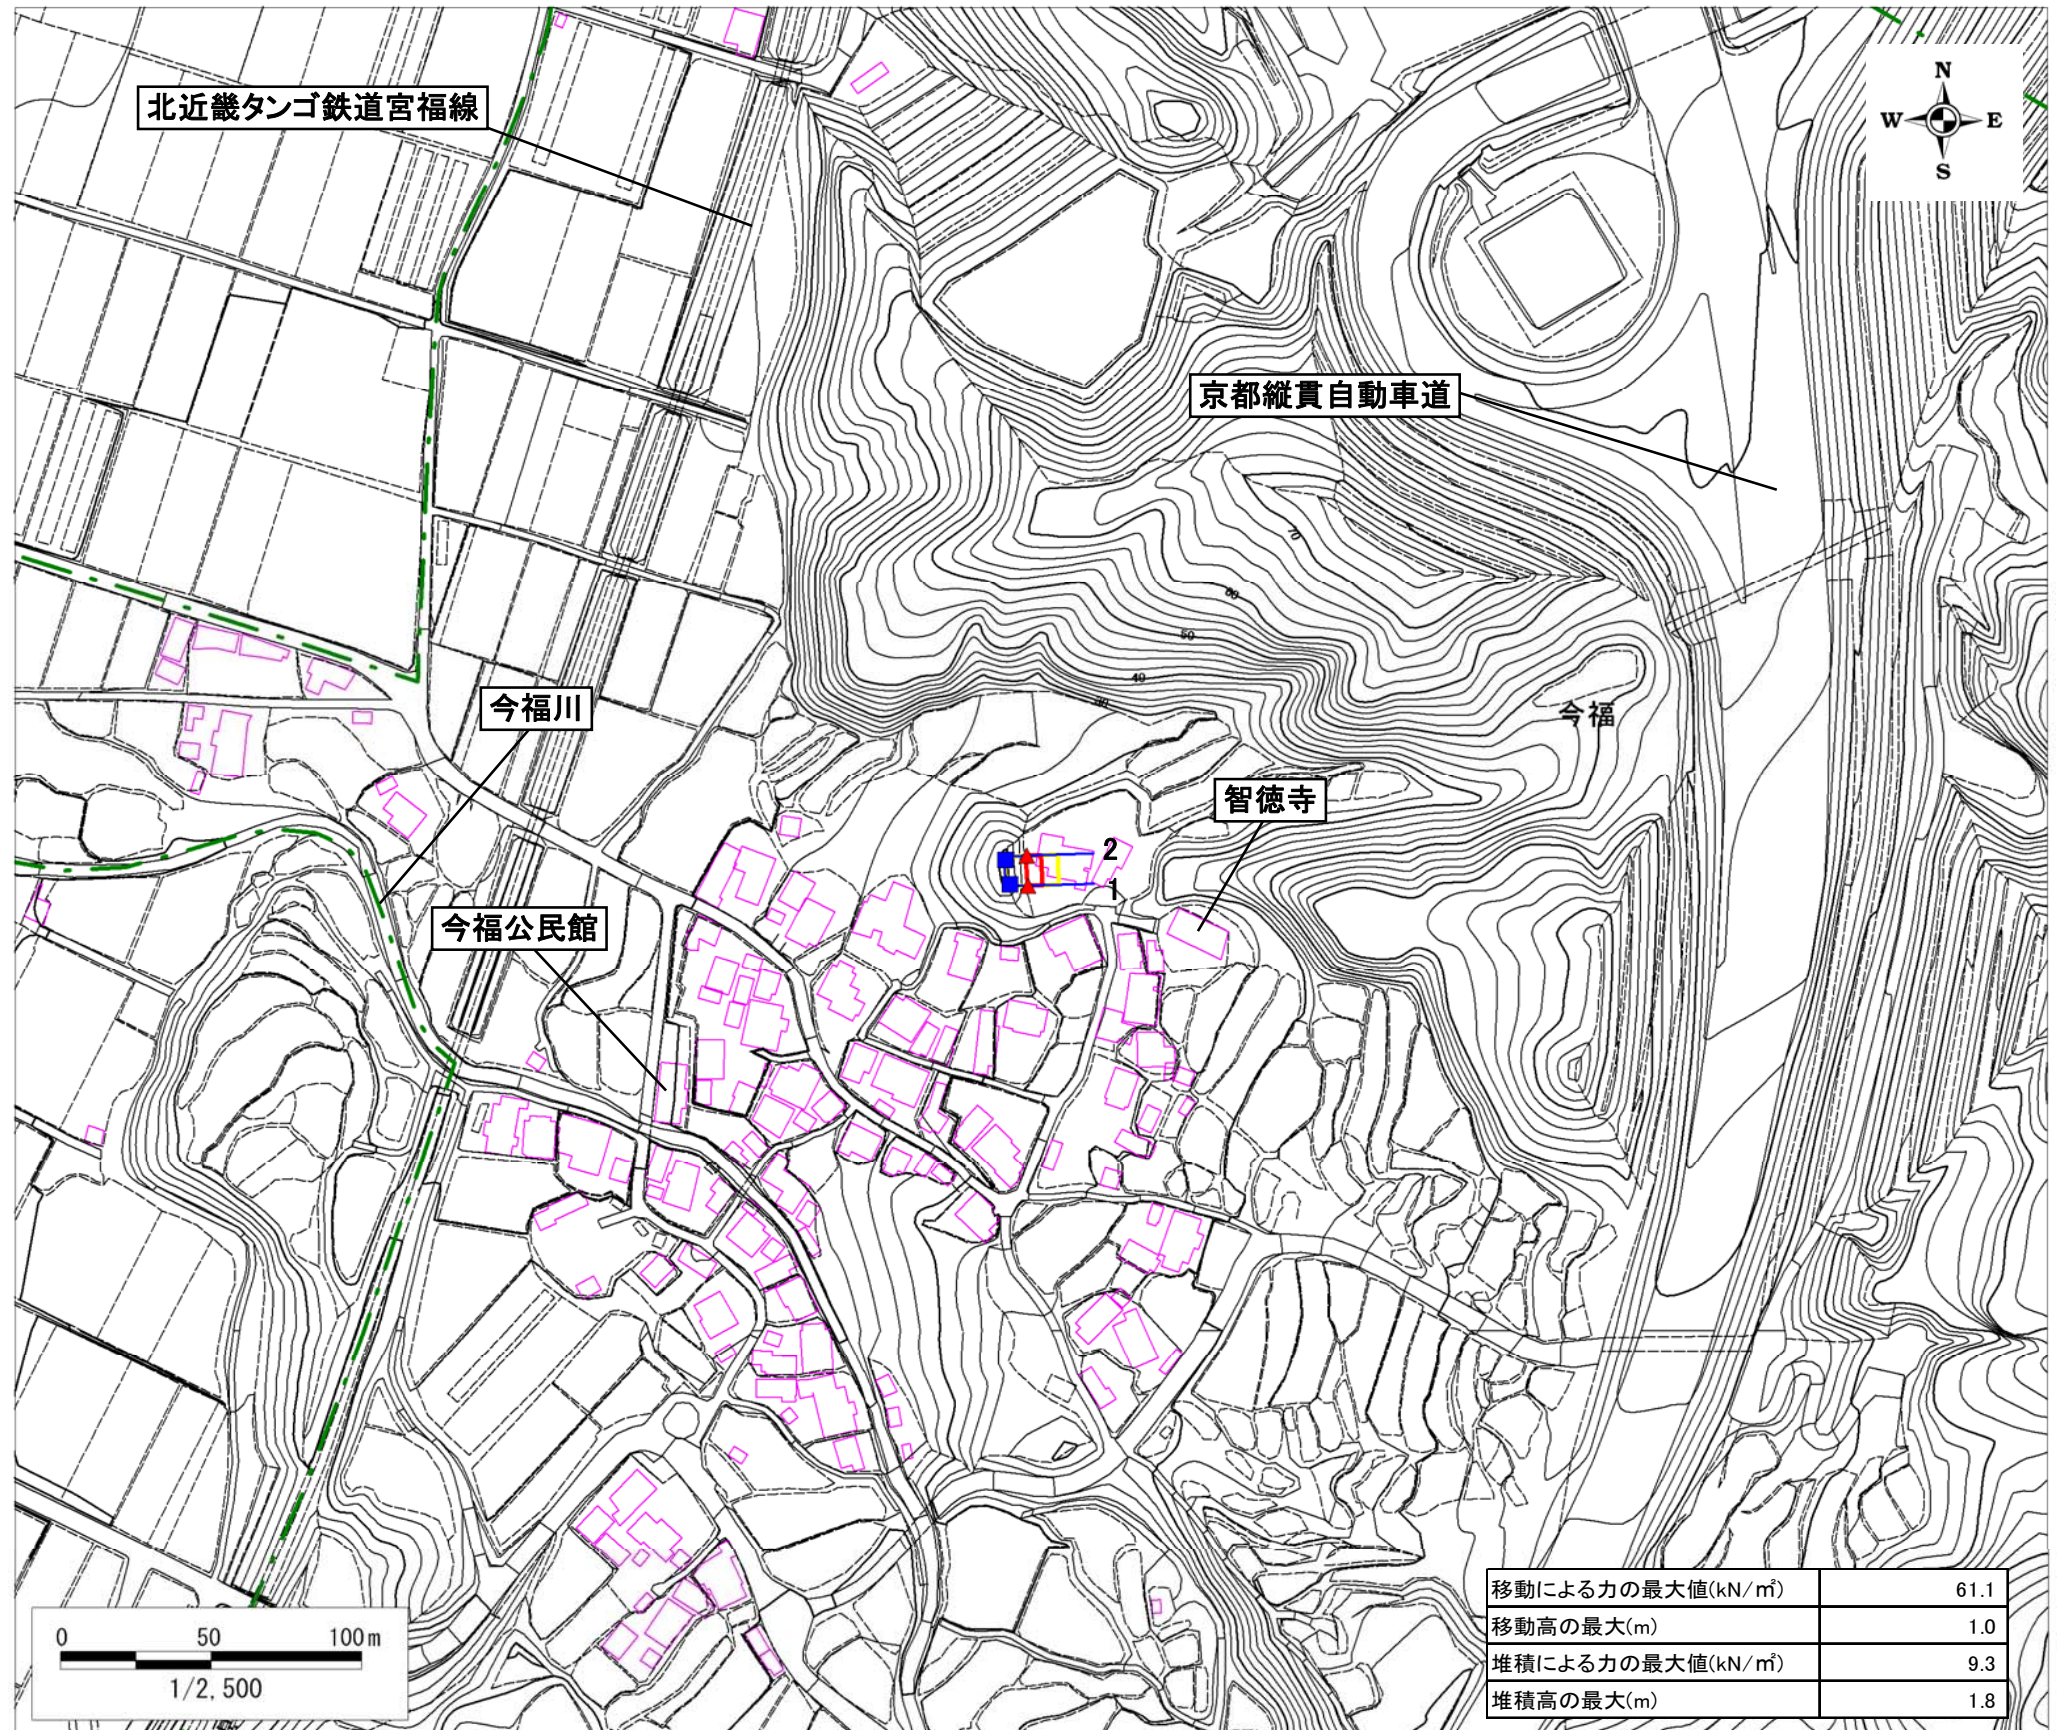 N
W E
S
北近畿タンゴ鉄道宮福線
京都縦貫自動車道
70
60
50
40
今福川
今福
智徳寺
2
1
今福公民館
移動による力の最大値(kN/㎡) 61.1
移動高の最大(m) 1.0
堆積による力の最大値(kN/㎡) 9.3
堆積高の最大(m) 1.8
0 50 100m
1/2,500